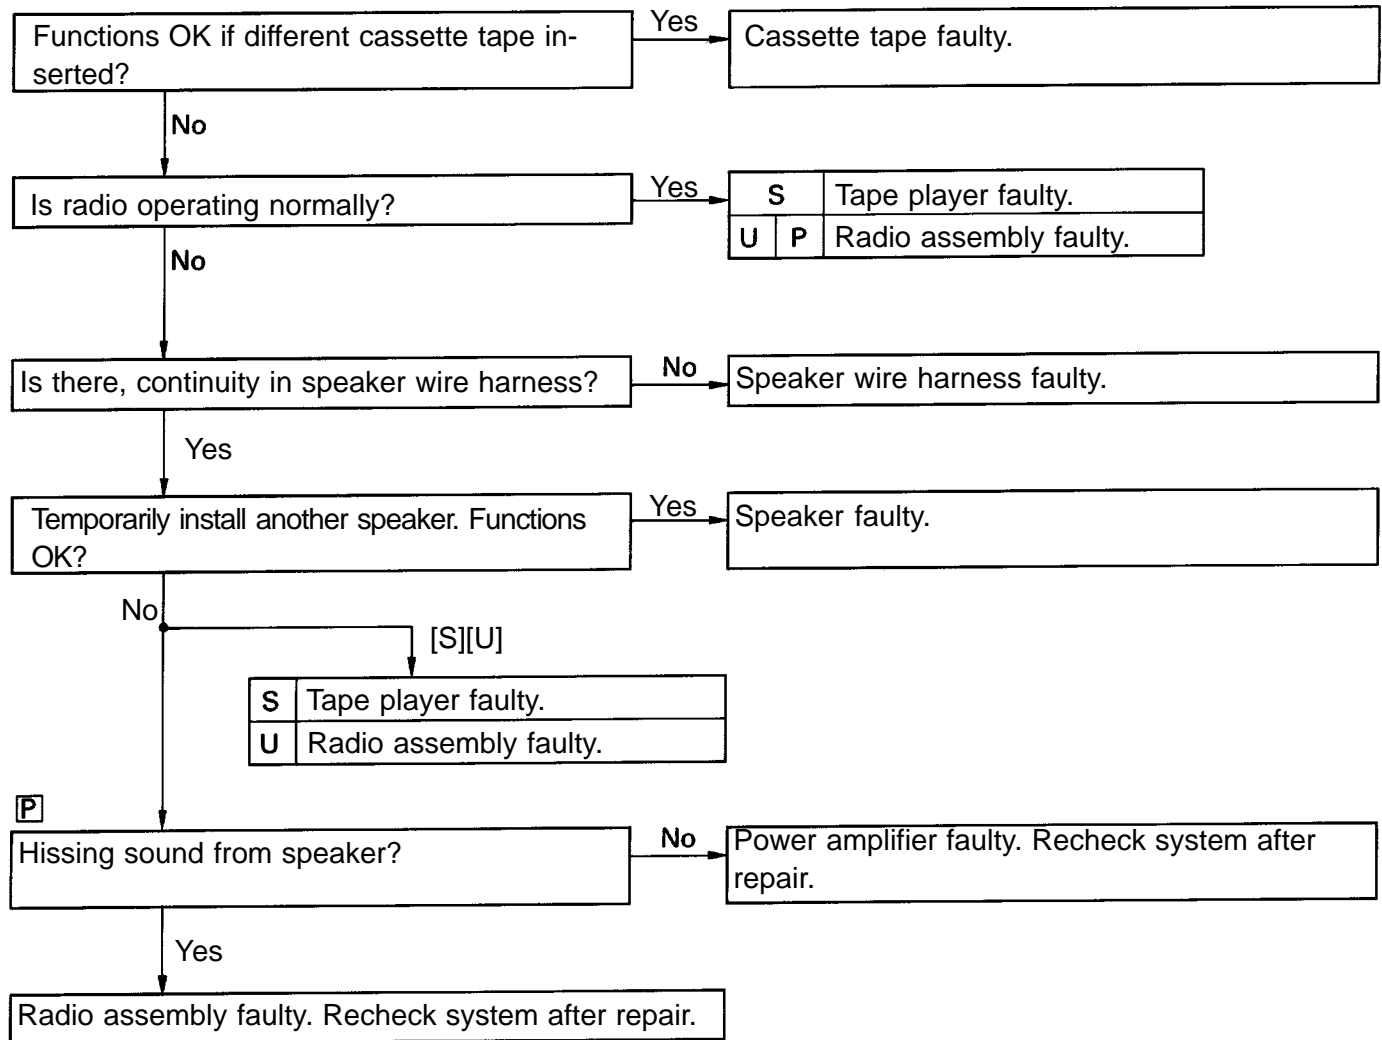 Functions OK if different cassette tape in-
serted?
Yes
Cassette tape faulty.
No
Is radio operating normally?
Yes
S Tape player faulty.
U P Radio assembly faulty.
No
Is there, continuity in speaker wire harness?
No
Speaker wire harness faulty.
Yes
Temporarily install another speaker. Functions
OK?
Yes
Speaker faulty.
No
[S][U]
S Tape player faulty.
U Radio assembly faulty.
P
Hissing sound from speaker?
No
Power amplifier faulty. Recheck system after
repair.
Yes
Radio assembly faulty. Recheck system after repair.